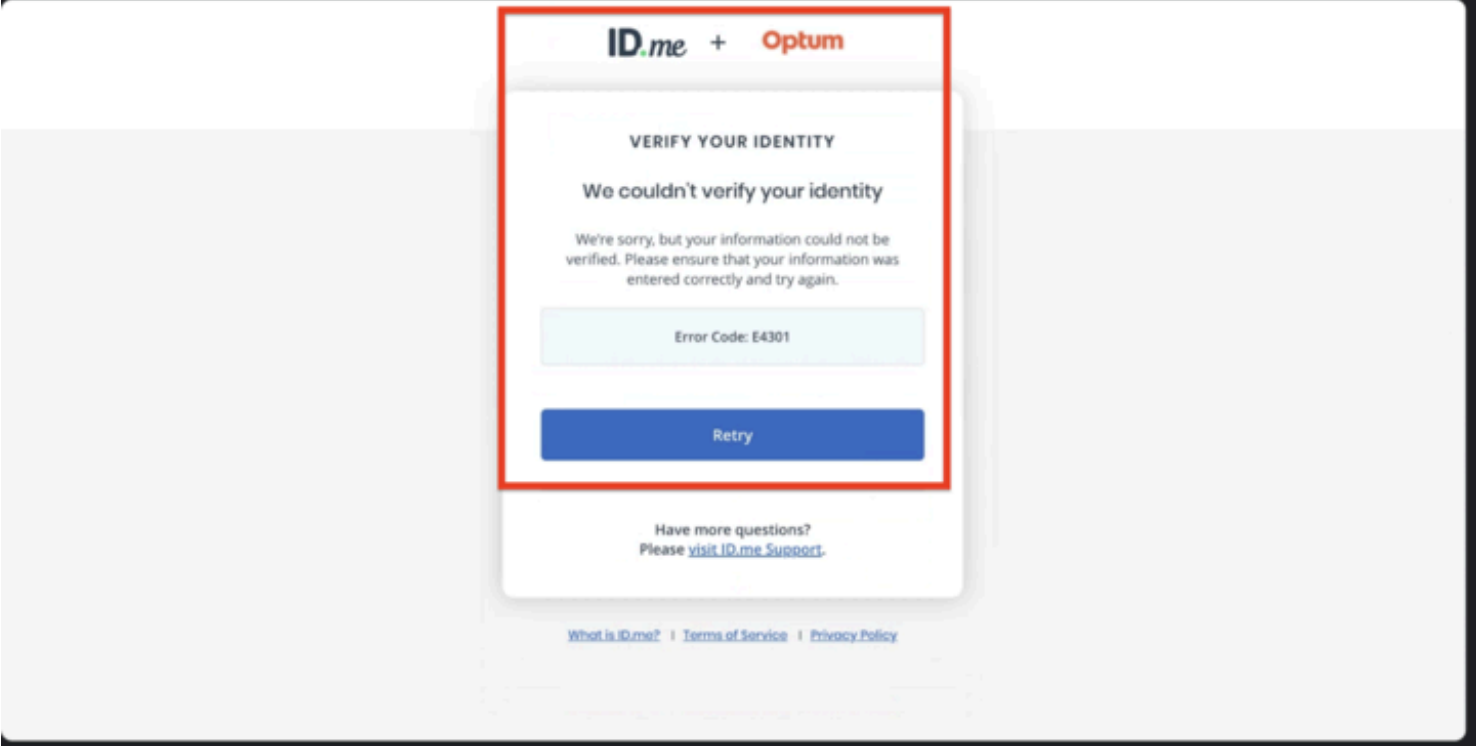 ID.me + Optum
VERIFY YOUR IDENTITY
We couldn't verify your identity
We're sorry, but your information could not be
verified. Please ensure that your information was
entered correctly and try again.
Error Code: E4301
Retry
Have more questions?
Please visit ID.me Support.
What is ID.me? | Terms of Service | Privacy Policy